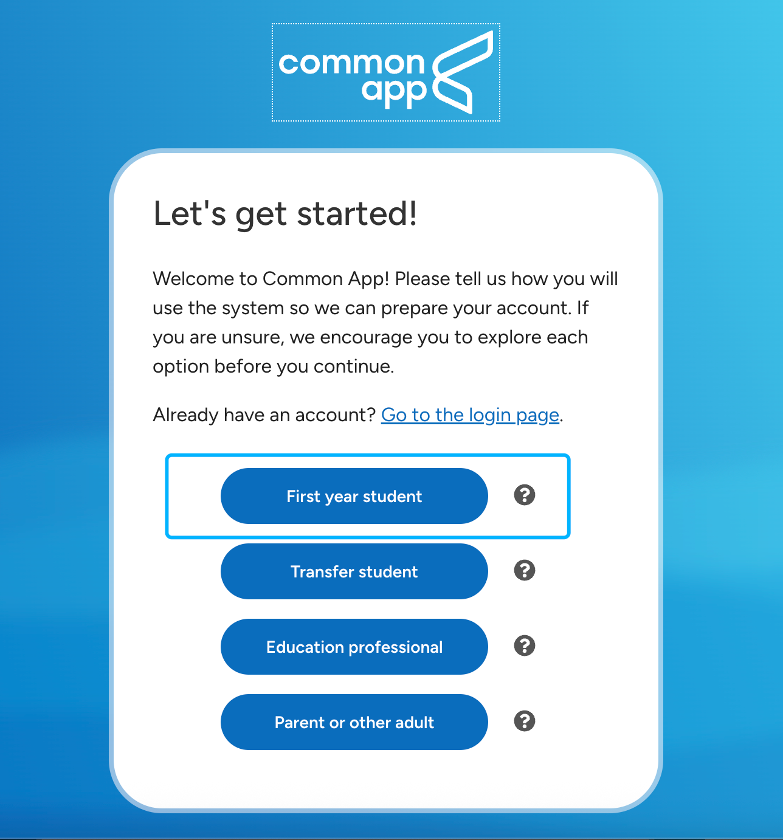 common
app
Let's get started!
Welcome to Common App! Please tell us how you will
use the system so we can prepare your account. If
you are unsure, we encourage you to explore each
option before you continue.
Already have an account? Go to the login page.
First year student ?
Transfer student ?
Education professional ?
Parent or other adult ?